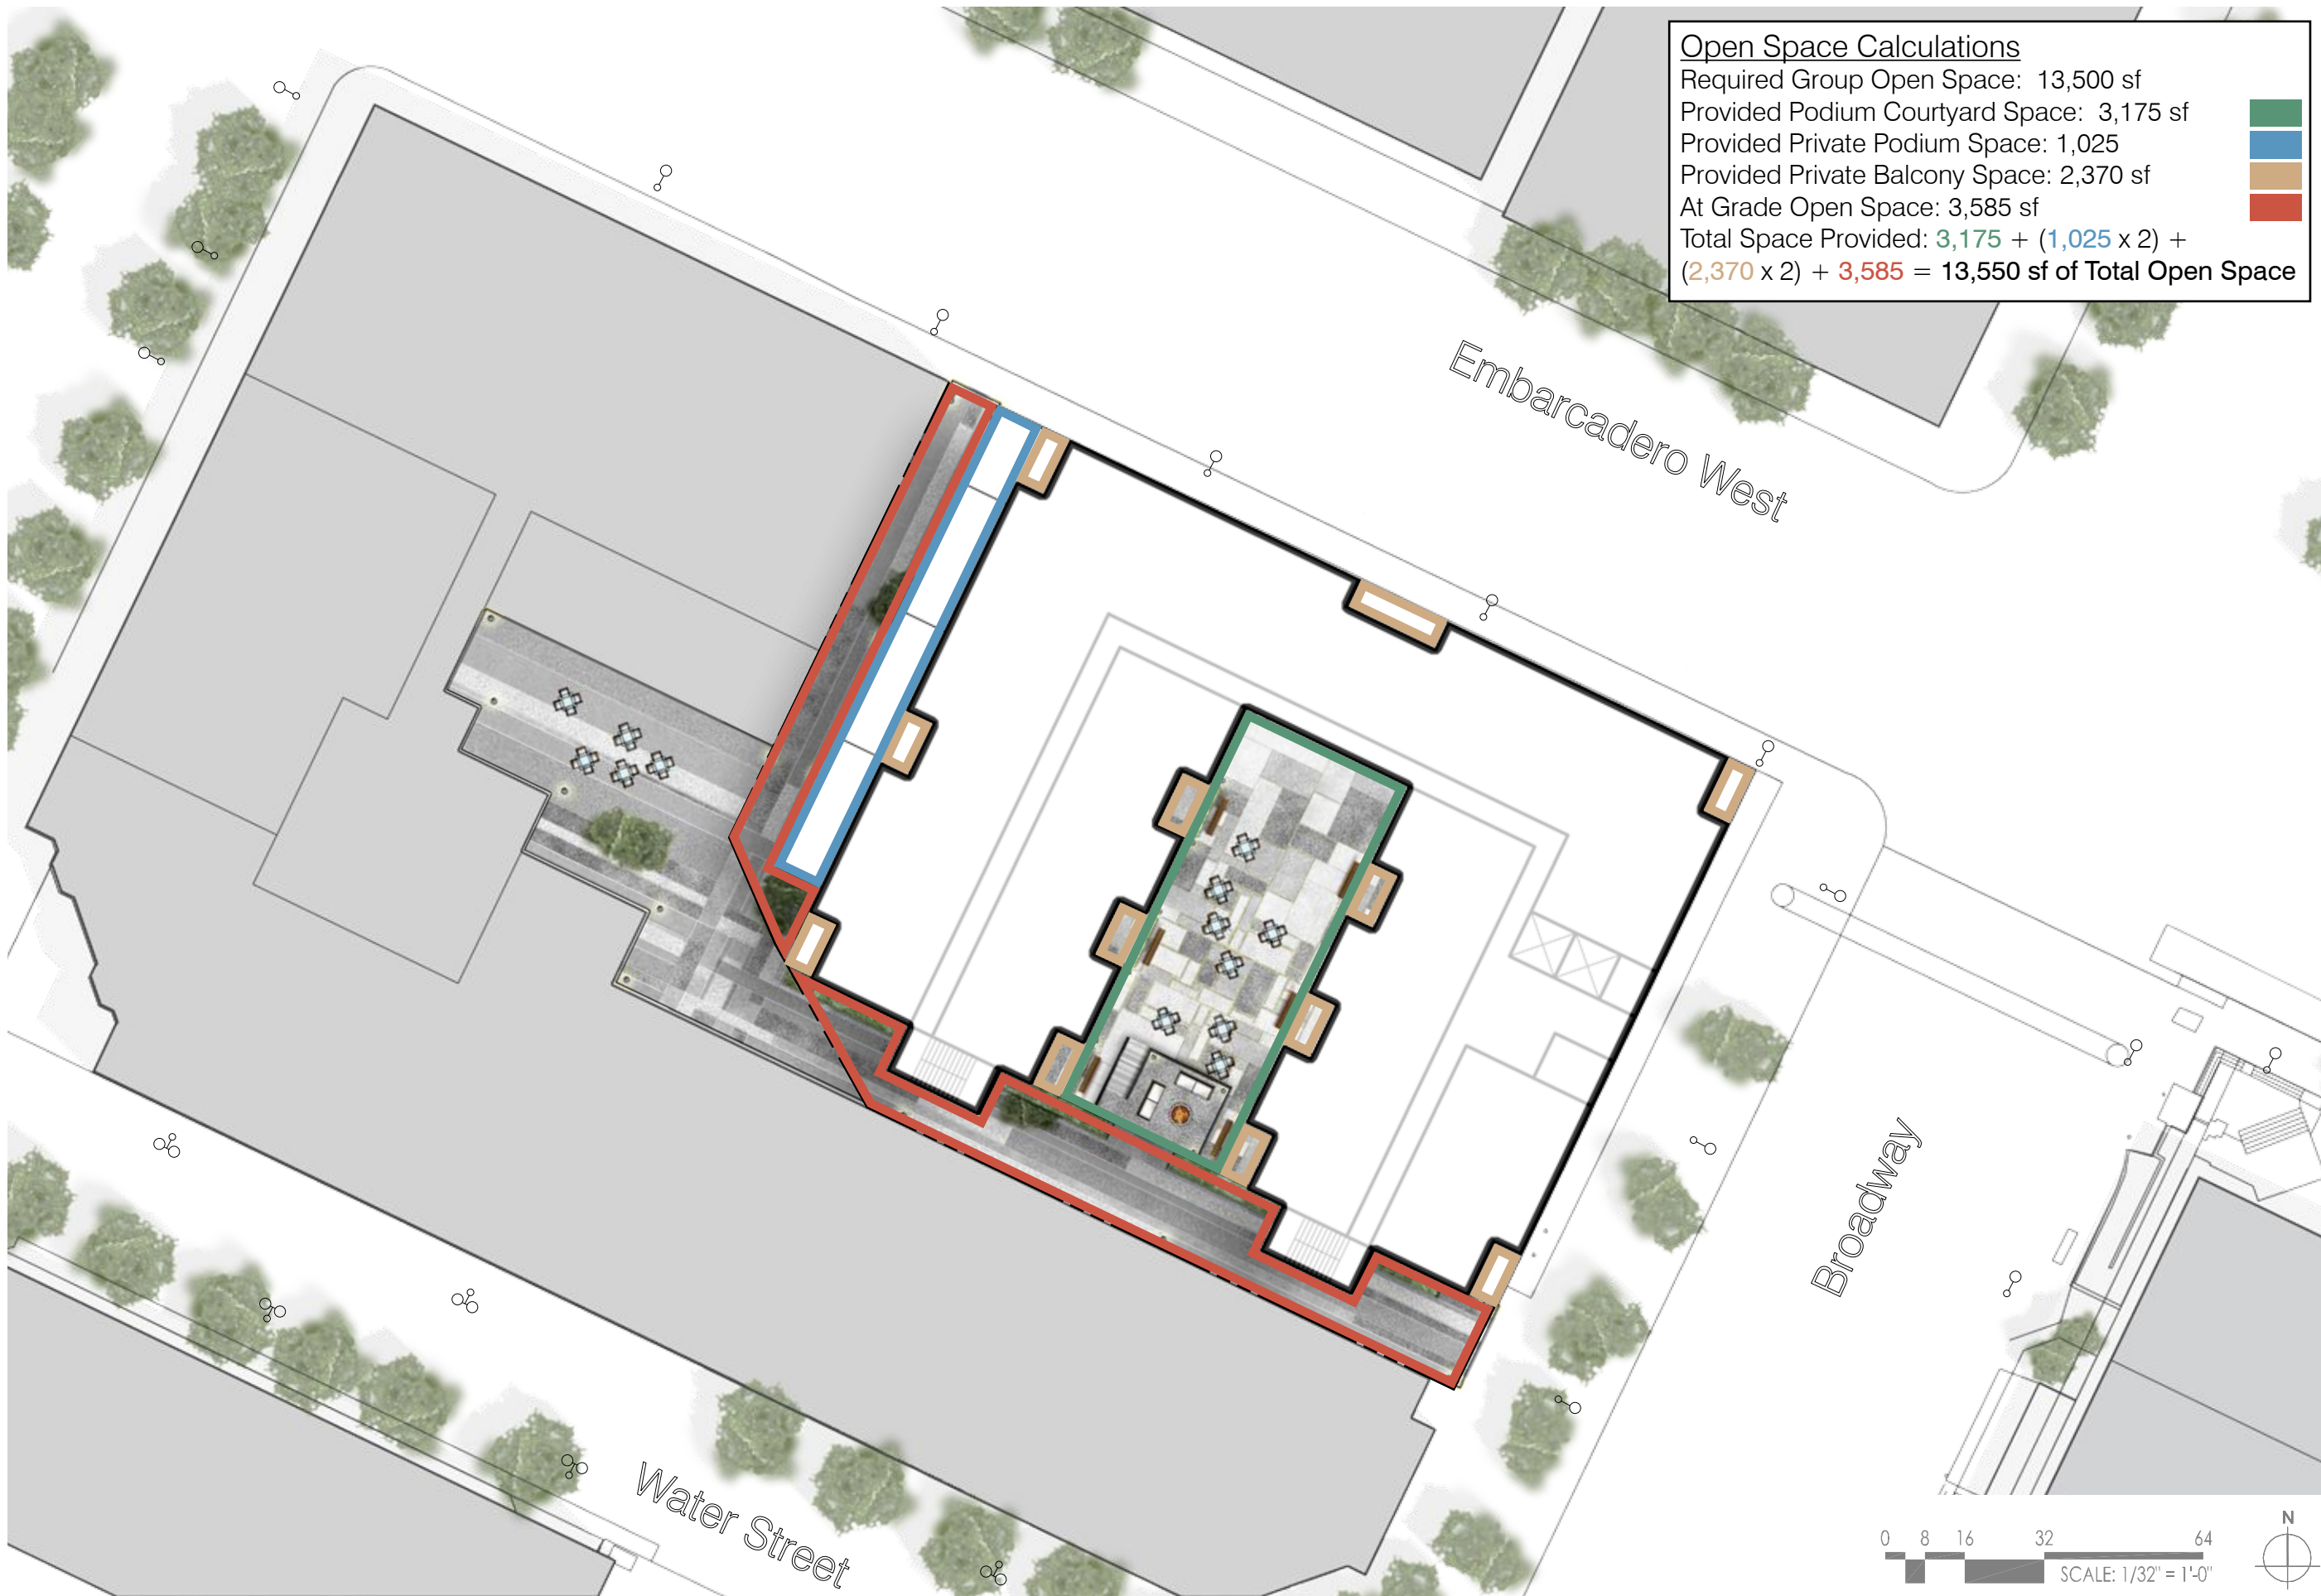 Open Space Calculations
Required Group Open Space: 13,500 sf
Provided Podium Courtyard Space: 3,175 sf
Provided Private Podium Space: 1,025
Provided Private Balcony Space: 2,370 sf
At Grade Open Space: 3,585 sf
Total Space Provided: 3,175 + (1,025 x 2) +
(2,370 x 2) + 3,585 = 13,550 sf of Total Open Space
Embarcadero West
Broadway
Water Street
0 8 16 32 64
SCALE: 1/32" = 1'-0"
N